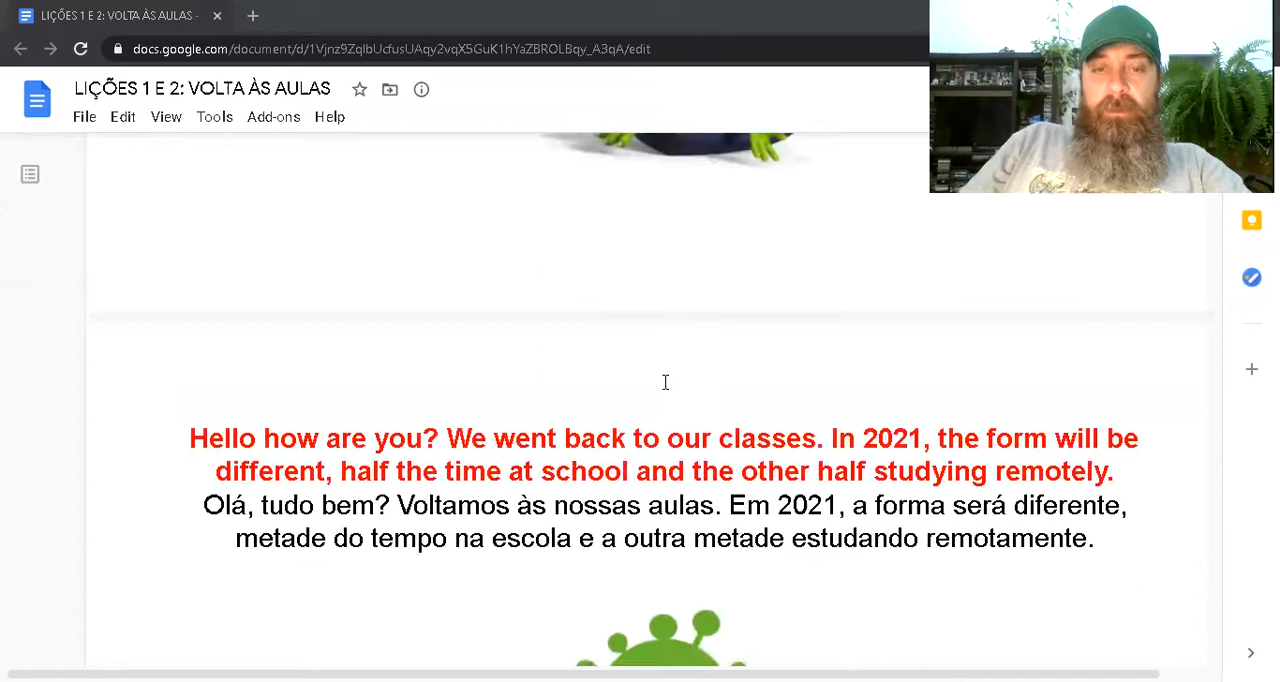 LIÇÕES 1 E 2: VOLTA ÀS AULAS -
docs.google.com/document/d/1Vjnz9ZqlbUcfusUAqy2vqX5GuK1hYaZBROLBqy_A3qA/edit
LIÇÕES 1 E 2: VOLTA ÀS AULAS
File Edit View Tools Add-ons Help
Hello how are you? We went back to our classes. In 2021, the form will be
different, half the time at school and the other half studying remotely.
Olá, tudo bem? Voltamos às nossas aulas. Em 2021, a forma será diferente,
metade do tempo na escola e a outra metade estudando remotamente.